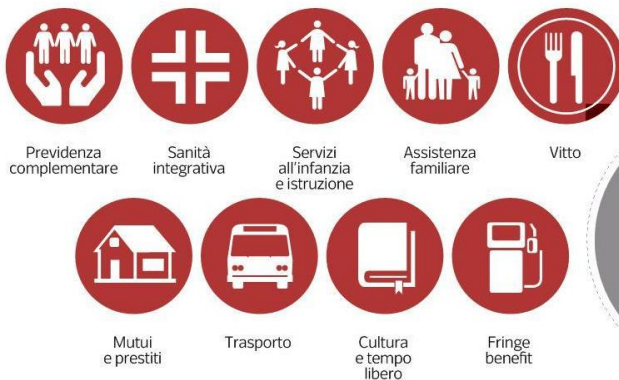 Previdenza
complementare
Sanità
integrativa
Servizi
all'infanzia
e istruzione
Assistenza
familiare
Vitto
Mutui
e prestiti
Trasporto
Cultura
e tempo
libero
Fringe
benefit